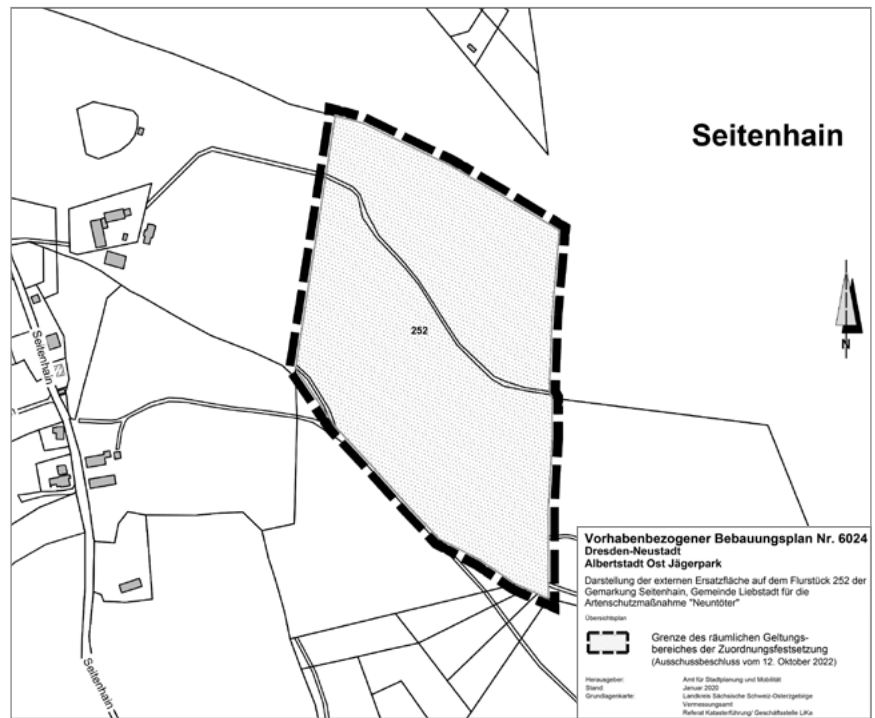 Seitenhain
252
Seitenhain
Seitenhain
N
Vorhabenbezogener Bebauungsplan Nr. 6024
Dresden-Neustadt
Albertstadt Ost Jägerpark
Darstellung der externen Ersatzfläche auf dem Flurstück 252 der
Gemarkung Seitenhain, Gemeinde Liebstadt für die
Artenschutzmaßnahme "Neuntöter"
Übersichtsplan
Grenze des räumlichen Geltungs-
bereiches der Zuordnungsfestsetzung
(Ausschussbeschluss vom 12. Oktober 2022)
Herausgeber: Amt für Stadtplanung und Mobilität
Stand: Januar 2020
Grundlagenkarte: Landkreis Sächsische Schweiz-Osterzgebirge
Vermessungsamt
Referat Katasterführung/ Geschäftsstelle LiKa